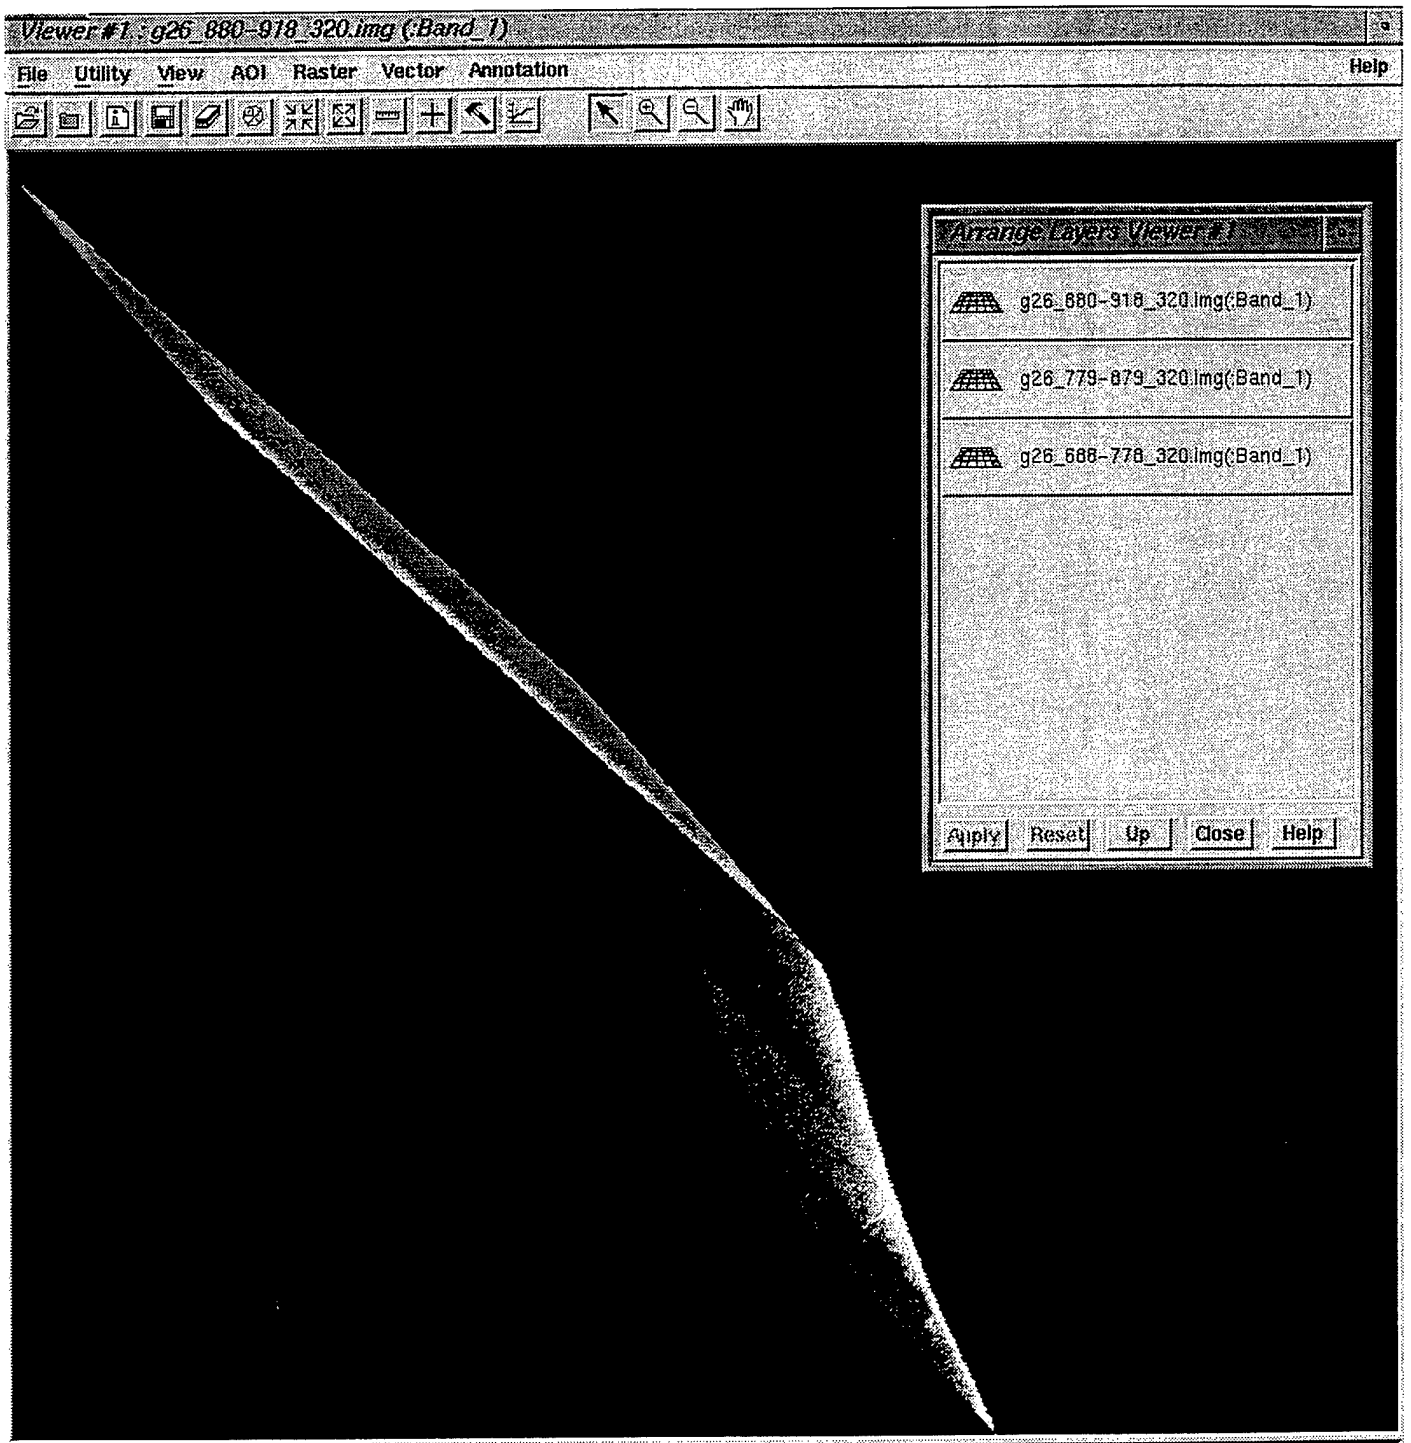 Viewer #1 : g26_880-918_320.img (:Band_1)
File Utility View AOI Raster Vector Annotation Help
Arrange Layers Viewer #1
g26_880-918_320.img(:Band_1)
g26_779-879_320.img(:Band_1)
g26_688-778_320.img(:Band_1)
Apply Reset Up Close Help